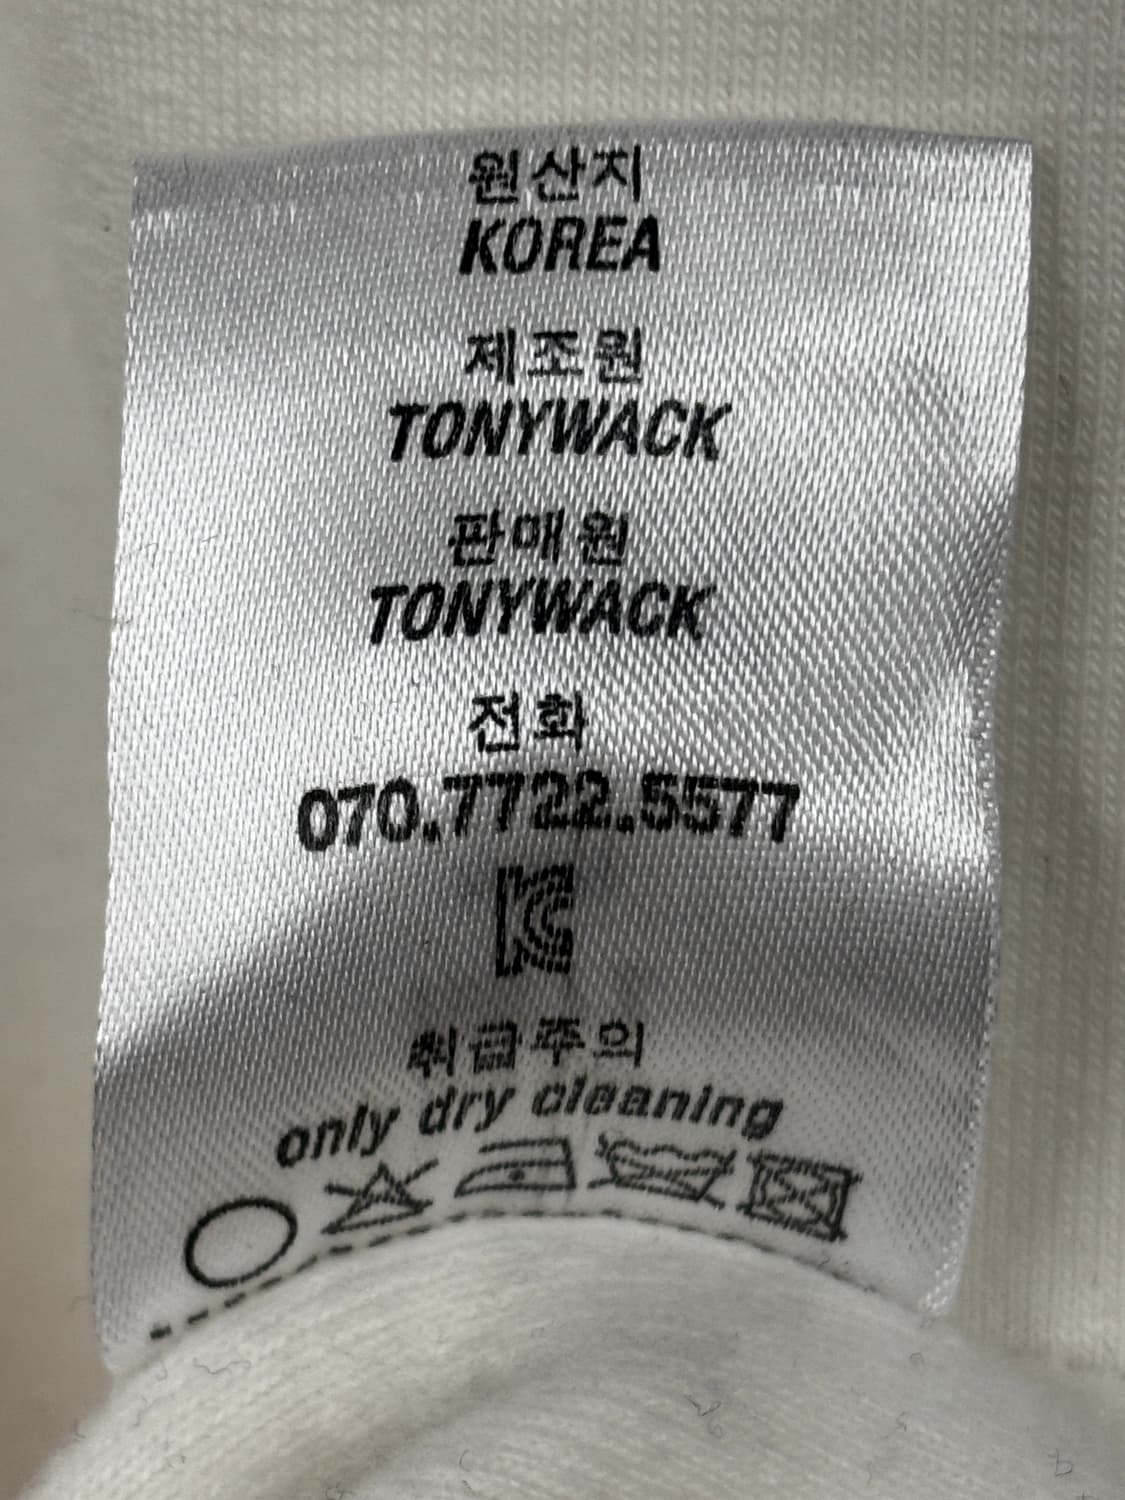 원산지
KOREA
제조원
TONYWACK
판매원
TONYWACK
전화
070.7722.5577
KC
취급주의
only dry cleaning